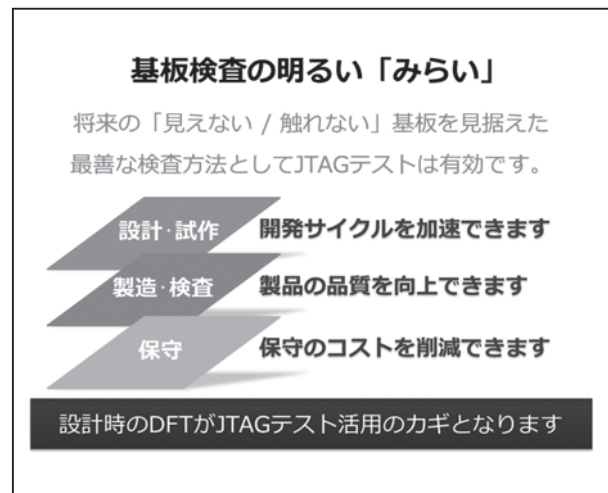 基板検査の明るい「みらい」
将来の「見えない / 触れない」基板を見据えた
最善な検査方法としてJTAGテストは有効です。
設計・試作 開発サイクルを加速できます
製造・検査 製品の品質を向上できます
保守 保守のコストを削減できます
設計時のDFTがJTAGテスト活用のカギとなります